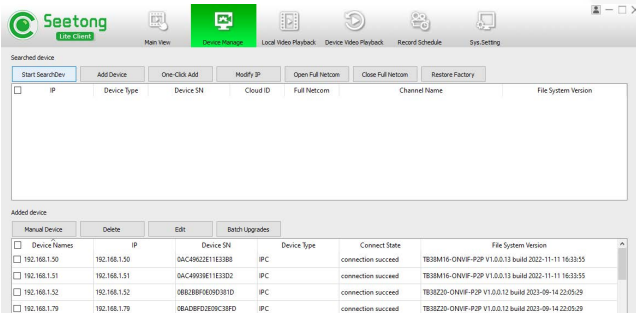 Seetong
Lite Client
Main View Device Manage Local Video Playback Device Video Playback Record Schedule Sys.Setting
Searched device
Start SearchDev Add Device One-Click Add Modify IP Open Full Netcom Close Full Netcom Restore Factory
IP Device Type Device SN Cloud ID Full Netcom Channel Name File System Version
Added device
Manual Device Delete Edit Batch Upgrades
Device Names IP Device SN Device Type Connect State File System Version
192.168.1.50 192.168.1.50 0AC49622E11E33B8 IPC connection succeed TB38M16-ONVIF-P2P V1.0.0.13 build 2022-11-11 16:33:55
192.168.1.51 192.168.1.51 0AC49939E11E33D2 IPC connection succeed TB38M16-ONVIF-P2P V1.0.0.13 build 2022-11-11 16:33:55
192.168.1.52 192.168.1.52 0BB2BBF0E09D381D IPC connection succeed TB38Z20-ONVIF-P2P V1.0.0.12 build 2023-09-14 22:05:29
192.168.1.79 192.168.1.79 0BADBFD2E09C38FD IPC connection succeed TB38Z20-ONVIF-P2P V1.0.0.12 build 2023-09-14 22:05:29